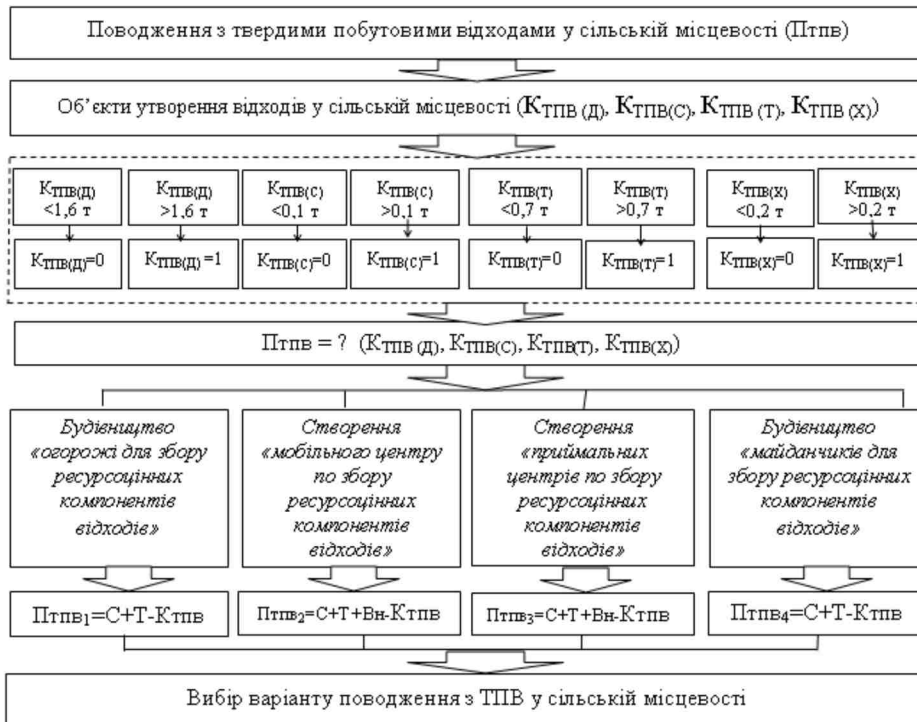 Поводження з твердими побутовими відходами у сільській місцевості (Птпв)
Об’єкти утворення відходів у сільській місцевості (КТПВ (Д), КТПВ(С), КТПВ (Т), КТПВ (Х))
КТПВ(Д)
<1,6 т
КТПВ(Д)
>1,6 т
КТПВ(С)
<0,1 т
КТПВ(С)
>0,1 т
КТПВ(Т)
<0,7 т
КТПВ(Т)
>0,7 т
КТПВ(Х)
<0,2 т
КТПВ(Х)
>0,2 т
КТПВ(Д)=0
КТПВ(Д)=1
КТПВ(С)=0
КТПВ(С)=1
КТПВ(Т)=0
КТПВ(Т)=1
КТПВ(Х)=0
КТПВ(Х)=1
Птпв = ? (КТПВ (Д), КТПВ(С), КТПВ(Т), КТПВ(Х))
Будівництво
«огорожі для збору
ресурсоцінних
компонентів
відходів»
Створення
«мобільного центру
по збору
ресурсоцінних
компонентів
відходів»
Створення
«приймальних
центрів по збору
ресурсоцінних
компонентів
відходів»
Будівництво
«майданчиків для
збору ресурсоцінних
компонентів
відходів»
Птпв1=С+Т-Ктпв
Птпв2=С+Т+Вн-Ктпв
Птпв3=С+Т+Вн-Ктпв
Птпв4=С+Т-Ктпв
Вибір варіанту поводження з ТПВ у сільській місцевості